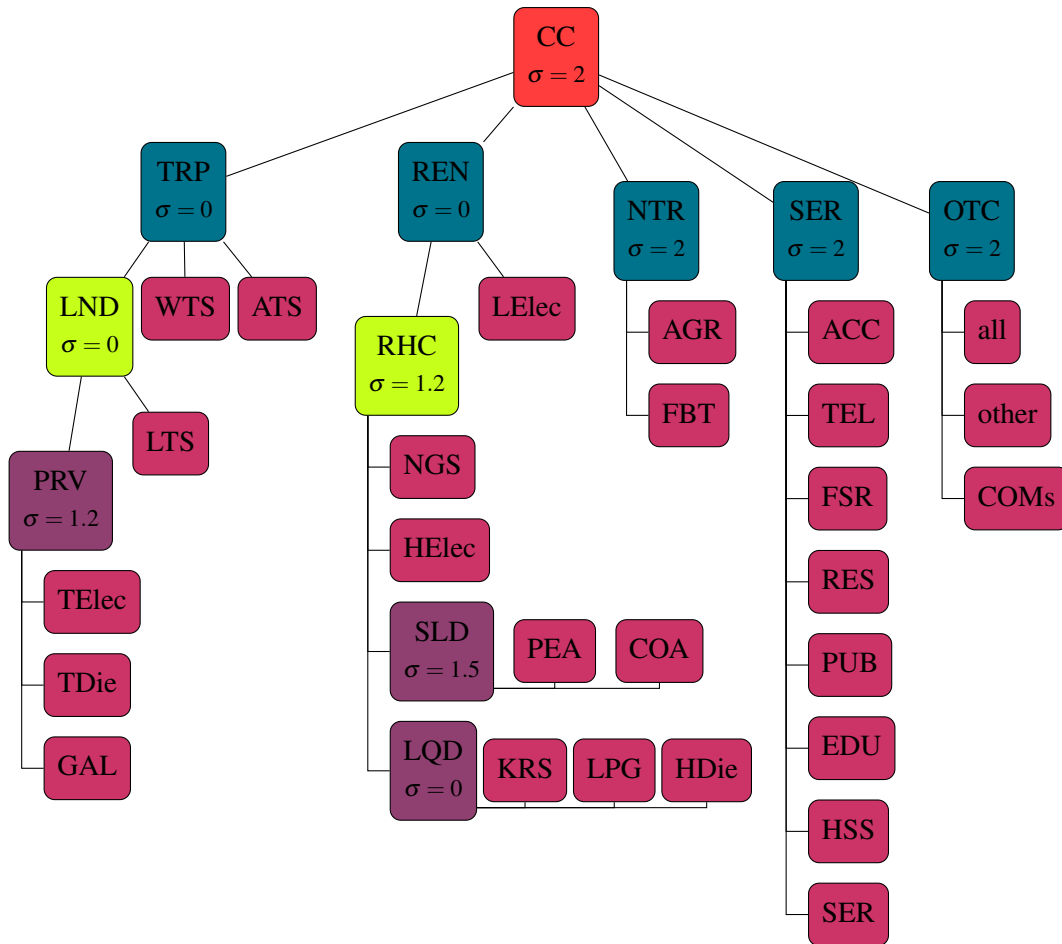 CC
σ = 2
TRP
σ = 0
REN
σ = 0
NTR
σ = 2
SER
σ = 2
OTC
σ = 2
LND
σ = 0
WTS
ATS
LElec
RHC
σ = 1.2
AGR
ACC
all
LTS
FBT
TEL
other
PRV
σ = 1.2
NGS
FSR
COMs
HElec
TElec
RES
SLD
σ = 1.5
PEA
COA
TDie
PUB
LQD
σ = 0
KRS
LPG
HDie
GAL
EDU
HSS
SER